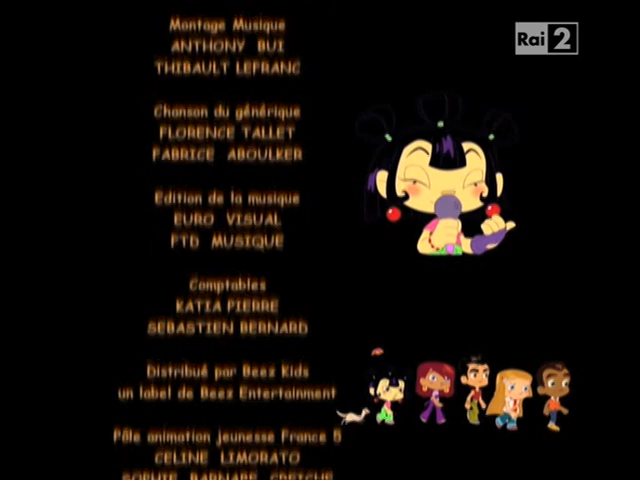 Montage Musique
ANTHONY BUI
THIBAULT LEFRANC
Chanson du générique
FLORENCE TALLET
FABRICE ABOULKER
Edition de la musique
EURO VISUAL
FTD MUSIQUE
Comptables
KATIA PIERRE
SEBASTIEN BERNARD
Distribué par Beez Kids
un label de Beez Entertainment
Pôle animation jeunesse France 5
CELINE LIMORATO
SOPHIE
Rai 2